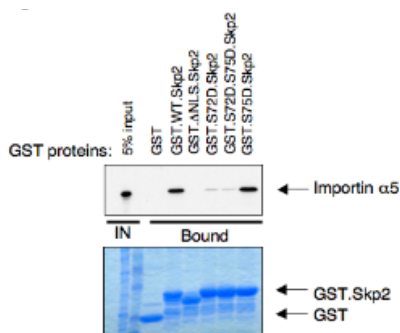 GST proteins:
5% input
GST
GST.WT.Skp2
GST.ΔNLS.Skp2
GST.S72D.Skp2
GST.S72D.S75D.Skp2
GST.S75D.Skp2
Importin α5
IN
Bound
GST.Skp2
GST